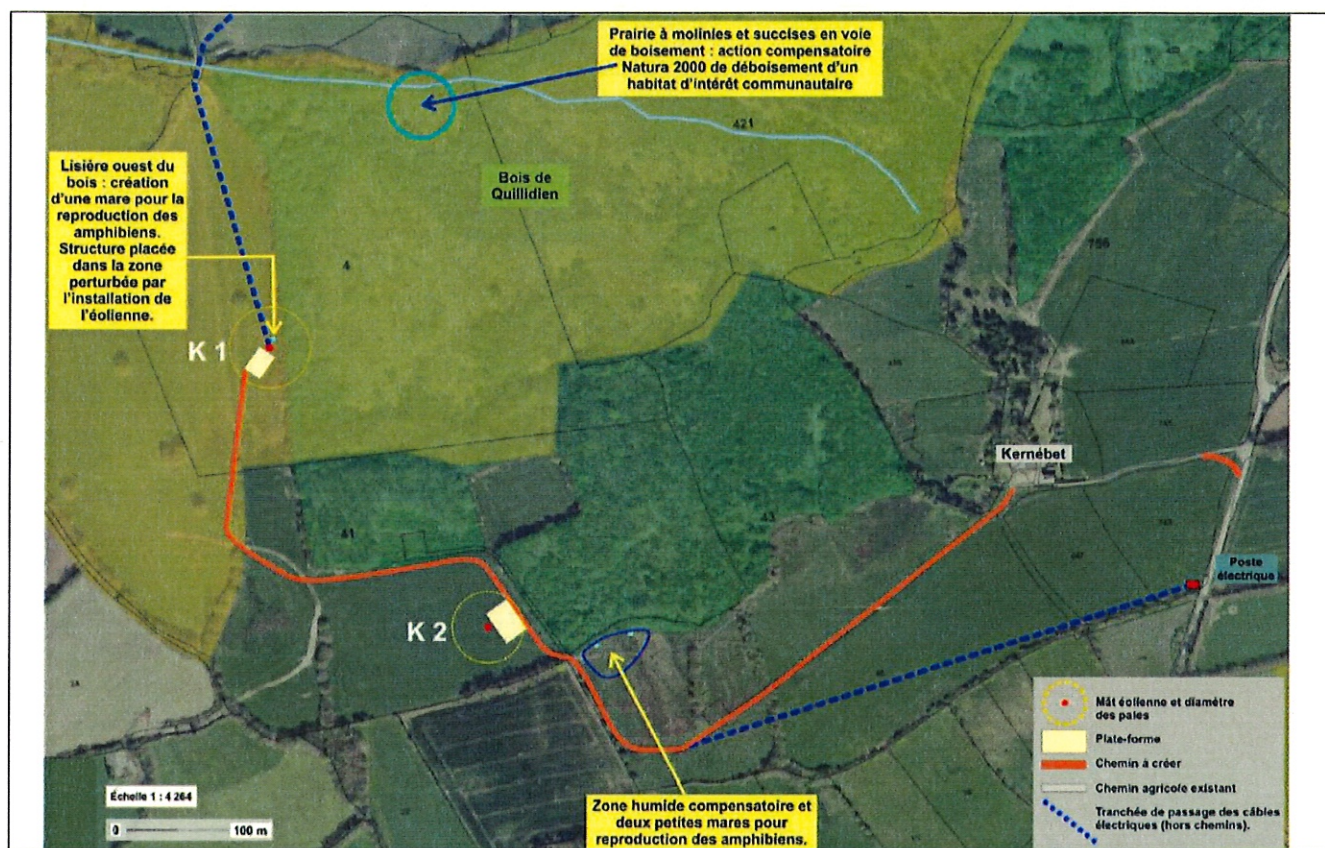 Prairie à molinies et succises en voie
de boisement : action compensatoire
Natura 2000 de déboisement d'un
habitat d'intérêt communautaire
421
Lisière ouest du
bois : création
d'une mare pour la
reproduction des
amphibiens.
Structure placée
dans la zone
perturbée par
l'installation de
l'éolienne.
Bois de
Quillidien
4
756
K 1
Kernébet
41
43
Poste
électrique
K 2
Mât éolienne et diamètre
des pales
Plate-forme
Chemin à créer
Chemin agricole existant
Tranchée de passage des câbles
électriques (hors chemins).
Échelle 1 : 4 264
0 100 m
Zone humide compensatoire et
deux petites mares pour
reproduction des amphibiens.